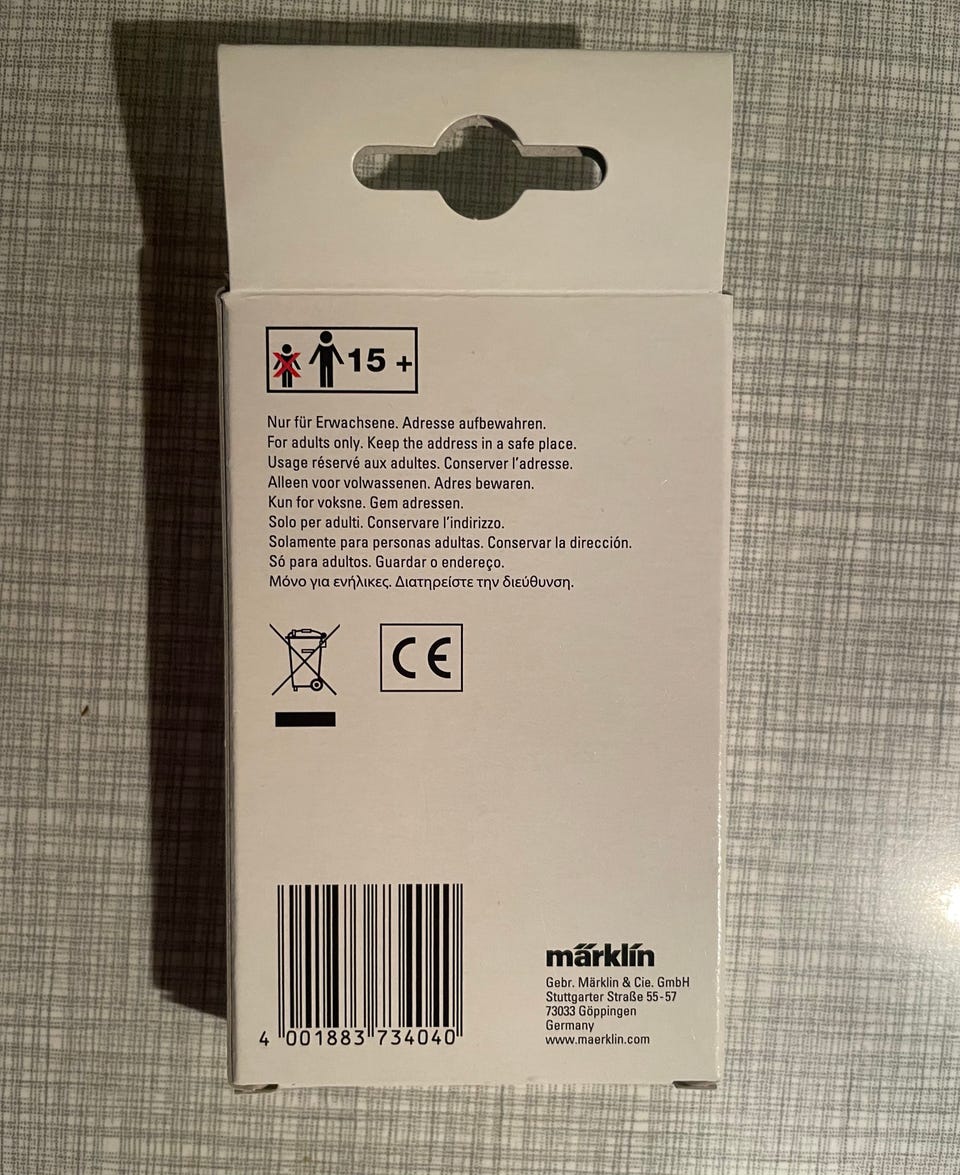 15 +
Nur für Erwachsene. Adresse aufbewahren.
For adults only. Keep the address in a safe place.
Usage réservé aux adultes. Conserver l'adresse.
Alleen voor volwassenen. Adres bewaren.
Kun for voksne. Gem adressen.
Solo per adulti. Conservare l'indirizzo.
Solamente para personas adultas. Conservar la dirección.
Só para adultos. Guardar o endereço.
Μόνο για ενήλικες. Διατηρείστε την διεύθυνση.
CE
4 001883 734040
märklín
Gebr. Märklin & Cie. GmbH
Stuttgarter Straße 55-57
73033 Göppingen
Germany
www.maerklin.com